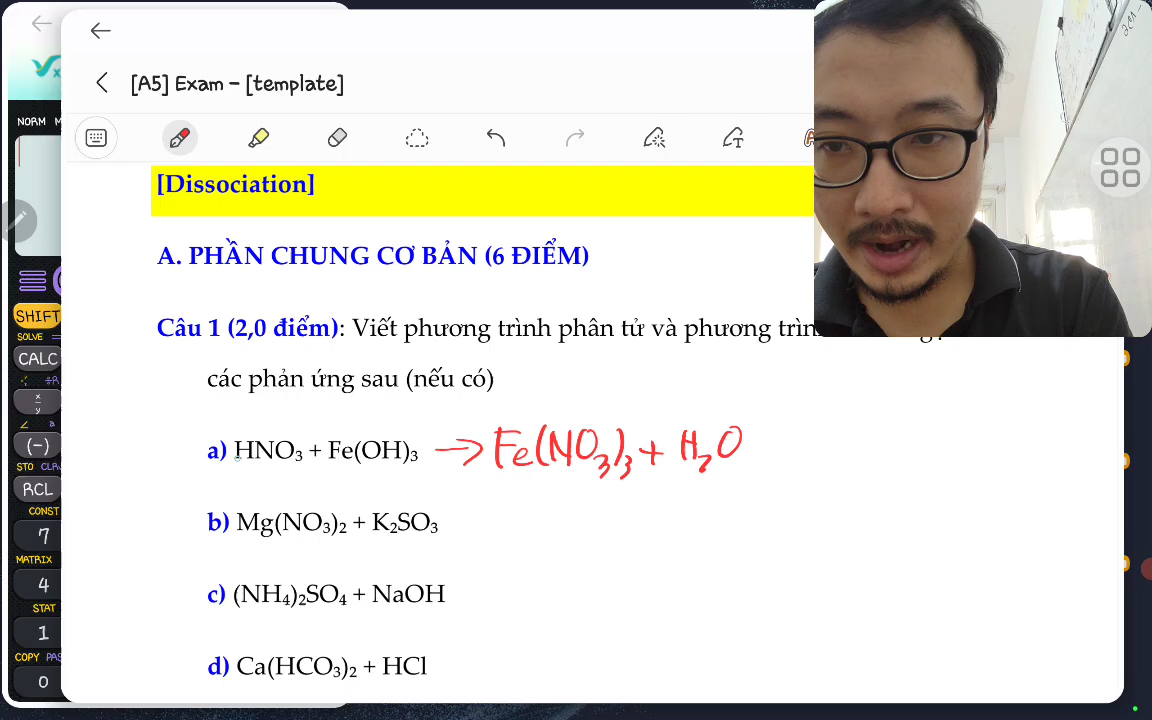 [A5] Exam - [template]
NORM M
[Dissociation]
A. PHẦN CHUNG CƠ BẢN (6 ĐIỂM)
Câu 1 (2,0 điểm): Viết phương trình phân tử và phương trìn
các phản ứng sau (nếu có)
a) HNO₃ + Fe(OH)₃ → Fe(NO₃)₃ + H₂O
b) Mg(NO₃)₂ + K₂SO₃
c) (NH₄)₂SO₄ + NaOH
d) Ca(HCO₃)₂ + HCl
SHIFT
SOLVE =
CALC
x/y
(-)
STO
RCL
CONST
7
MATRIX
4
STAT
1
COPY PAS
0